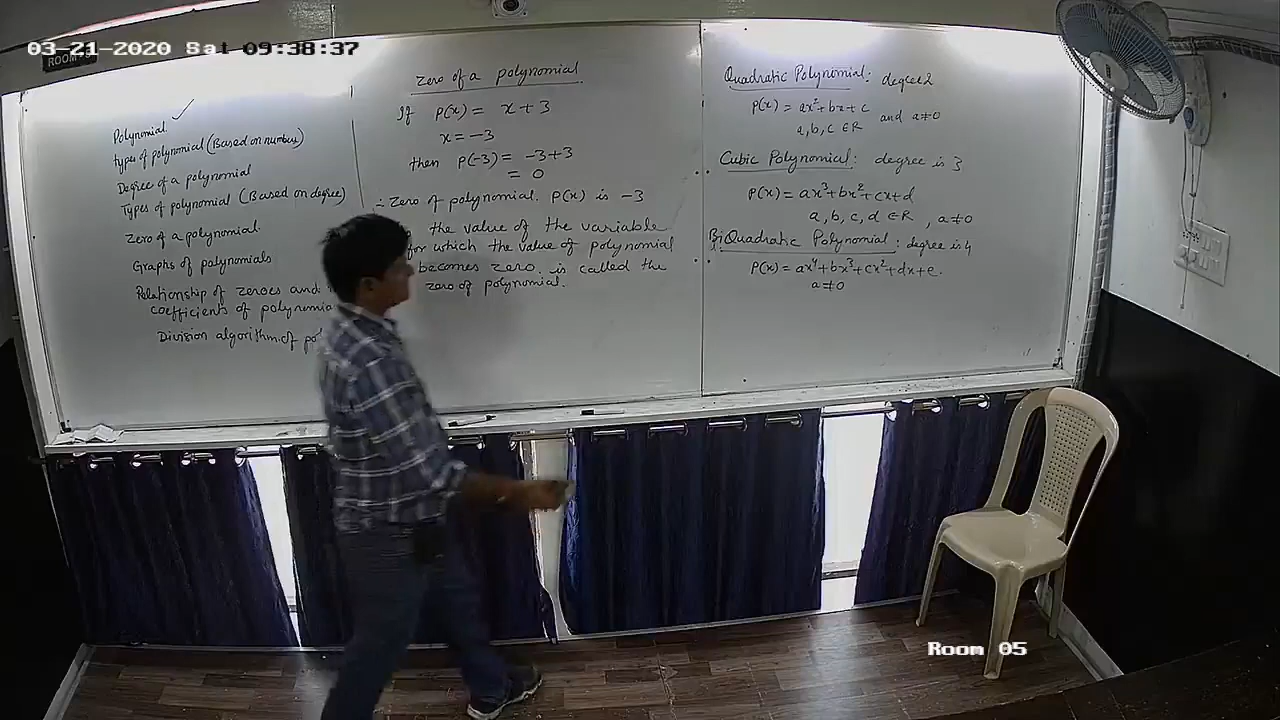 03-21-2020 Sat 09:38:37
ROOM
Polynomial ✓
Types of polynomial (Based on number)
Degree of a polynomial
Types of polynomial (Based on degree)
Zero of a polynomial.
Graphs of polynomials
Relationship of zeroes and
coefficients of polynomia
Division algorithm of po
Zero of a polynomial
If P(x) = x + 3
x = -3
then P(-3) = -3+3
= 0
∴ Zero of polynomial. P(x) is -3
the value of the variable
for which the value of polynomial
becomes zero. is called the
zero of polynomial.
Quadratic Polynomial: degree 2
P(x) = ax²+bx+c
a, b, c ∈ R and a≠0
Cubic Polynomial: degree is 3
P(x) = ax³+bx²+cx+d
a, b, c, d ∈ R , a≠0
BiQuadratic Polynomial: degree is 4
P(x) = ax⁴+bx³+cx²+dx+e.
a≠0
Room 05